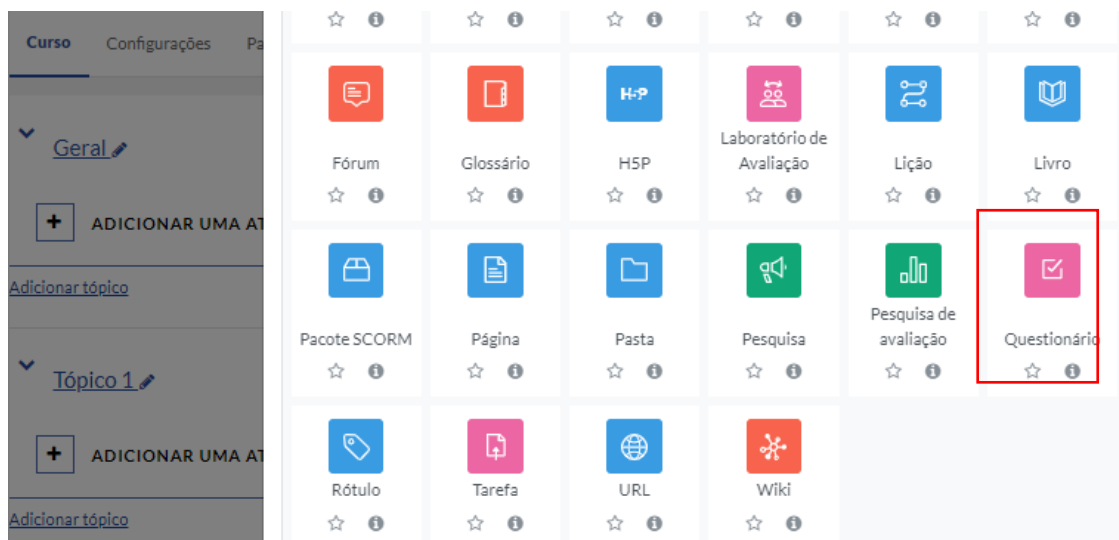 Curso Configurações Pa
Geral
+ ADICIONAR UMA AT
Adicionar tópico
Tópico 1
+ ADICIONAR UMA AT
Adicionar tópico
H5P
Fórum
Glossário
H5P
Laboratório de
Avaliação
Lição
Livro
Pacote SCORM
Página
Pasta
Pesquisa
Pesquisa de
avaliação
Questionário
Rótulo
Tarefa
URL
Wiki